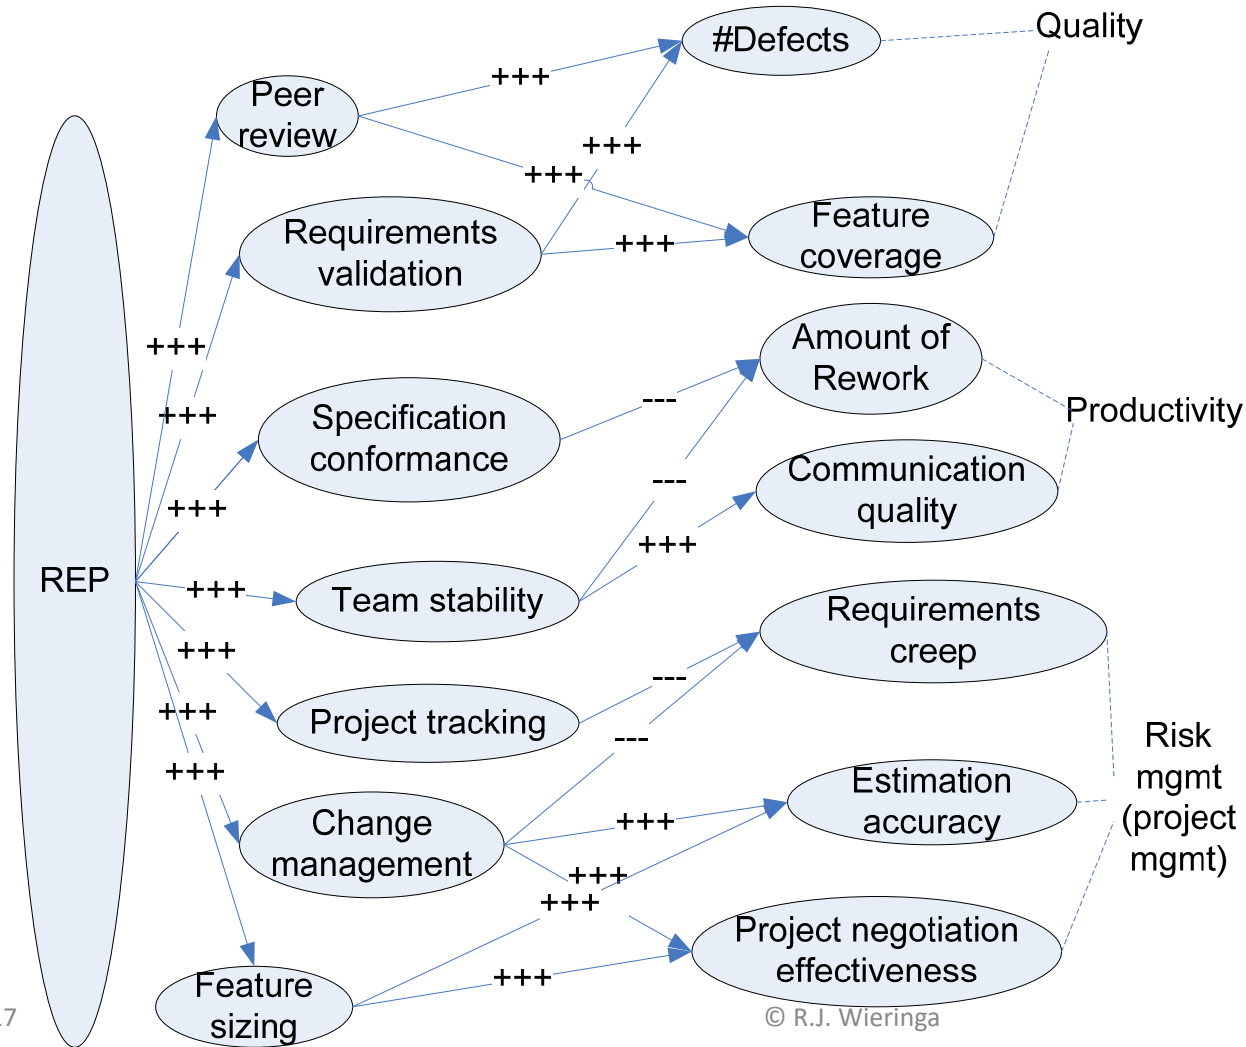 #Defects
Quality
Peer
review
+++
+++
+++
Requirements
validation
Feature
coverage
+++
+++
Amount of
Rework
+++
Specification
conformance
---
Productivity
Communication
quality
---
+++
+++
REP
+++
Team stability
Requirements
creep
+++
---
Project tracking
+++
---
Risk
mgmt
(project
mgmt)
+++
Estimation
accuracy
Change
management
+++
+++
+++
Project negotiation
effectiveness
+++
Feature
sizing
17
© R.J. Wieringa